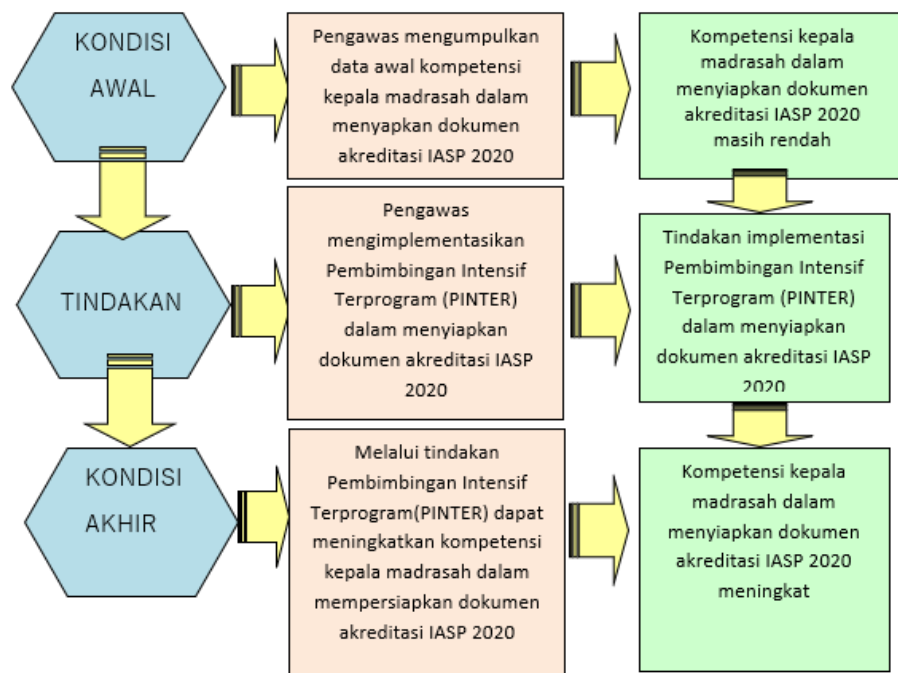 KONDISI
AWAL
Pengawas mengumpulkan
data awal kompetensi
kepala madrasah dalam
menyapkan dokumen
akreditasi IASP 2020
Kompetensi kepala
madrasah dalam
menyiapkan dokumen
akreditasi IASP 2020
masih rendah
TINDAKAN
Pengawas
mengimplementasikan
Pembimbingan Intensif
Terprogram (PINTER)
dalam menyiapkan
dokumen akreditasi IASP
2020
Tindakan implementasi
Pembimbingan Intensif
Terprogram (PINTER)
dalam menyiapkan
dokumen akreditasi IASP
2020
KONDISI
AKHIR
Melalui tindakan
Pembimbingan Intensif
Terprogram(PINTER) dapat
meningkatkan kompetensi
kepala madrasah dalam
mempersiapkan dokumen
akreditasi IASP 2020
Kompetensi kepala
madrasah dalam
menyiapkan dokumen
akreditasi IASP 2020
meningkat